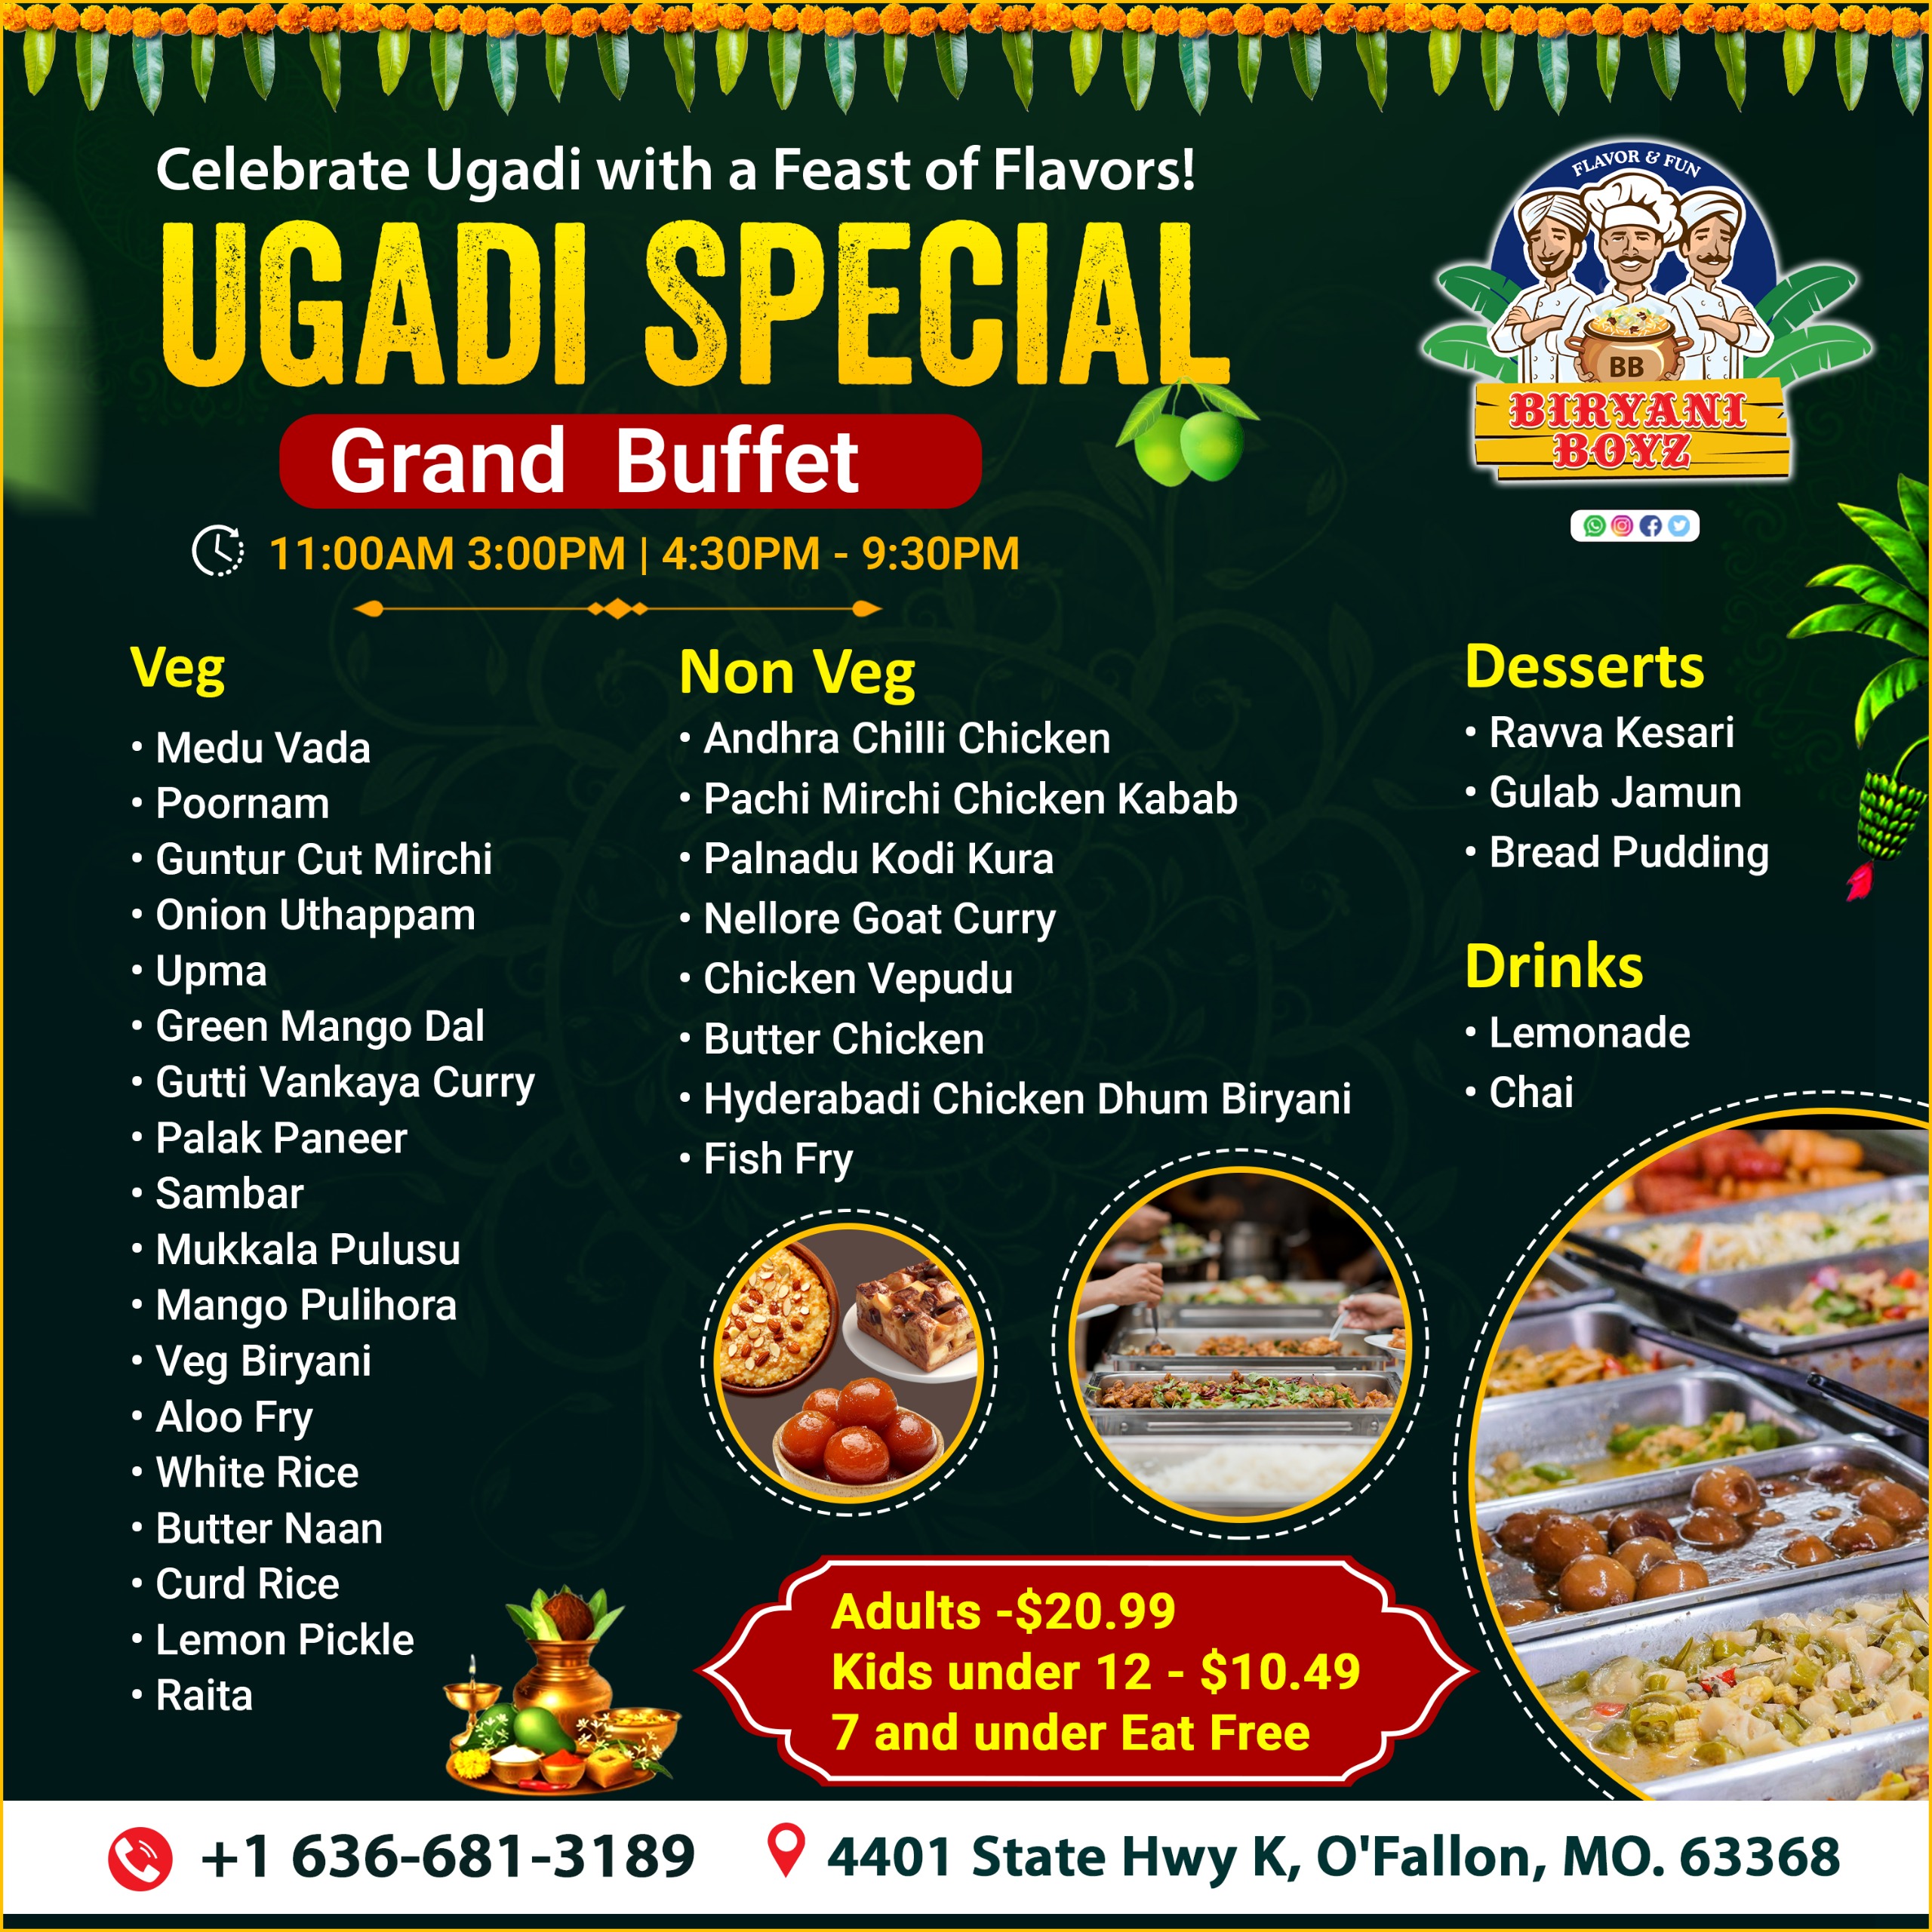 Celebrate Ugadi with a Feast of Flavors!
UGADI SPECIAL
Grand Buffet
11:00AM 3:00PM | 4:30PM - 9:30PM
FLAVOR & FUN
BB
BIRYANI
BOYZ
Veg
• Medu Vada
• Poornam
• Guntur Cut Mirchi
• Onion Uthappam
• Upma
• Green Mango Dal
• Gutti Vankaya Curry
• Palak Paneer
• Sambar
• Mukkala Pulusu
• Mango Pulihora
• Veg Biryani
• Aloo Fry
• White Rice
• Butter Naan
• Curd Rice
• Lemon Pickle
• Raita
Non Veg
• Andhra Chilli Chicken
• Pachi Mirchi Chicken Kabab
• Palnadu Kodi Kura
• Nellore Goat Curry
• Chicken Vepudu
• Butter Chicken
• Hyderabadi Chicken Dhum Biryani
• Fish Fry
Desserts
• Ravva Kesari
• Gulab Jamun
• Bread Pudding
Drinks
• Lemonade
• Chai
Adults -$20.99
Kids under 12 - $10.49
7 and under Eat Free
+1 636-681-3189
4401 State Hwy K, O'Fallon, MO. 63368